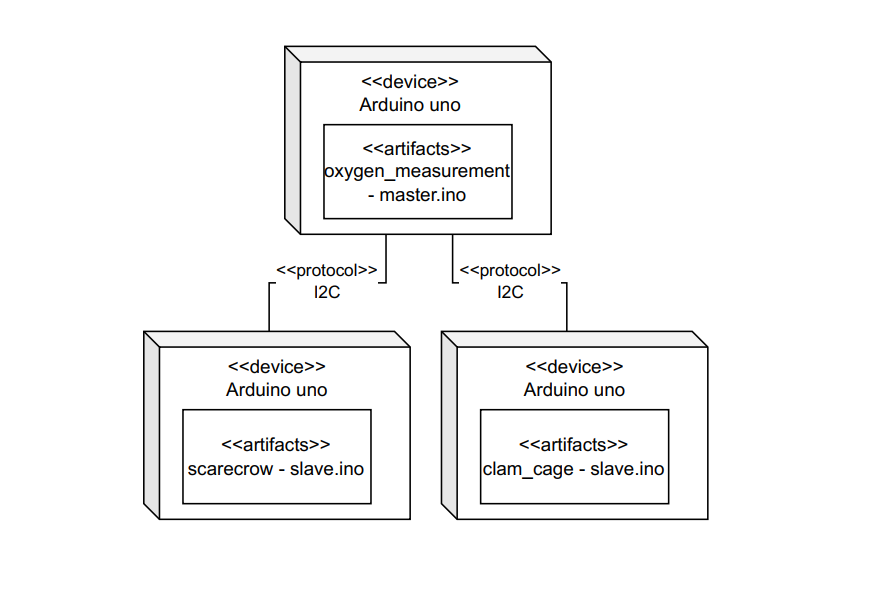 <<device>>
Arduino uno
<<artifacts>>
oxygen_measurement
- master.ino
<<protocol>>
I2C
<<protocol>>
I2C
<<device>>
Arduino uno
<<artifacts>>
scarecrow - slave.ino
<<device>>
Arduino uno
<<artifacts>>
clam_cage - slave.ino